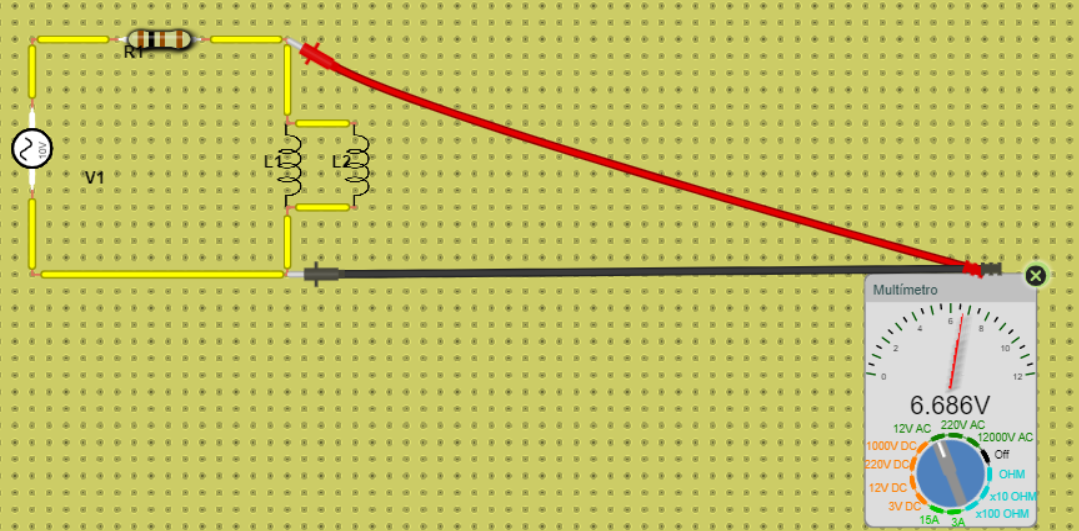 R1
10V
V1
L1
L2
Multímetro
0
2
4
6
8
10
12
6.686V
12V AC
220V AC
12000V AC
1000V DC
Off
220V DC
OHM
12V DC
x10 OHM
3V DC
x100 OHM
15A
3A